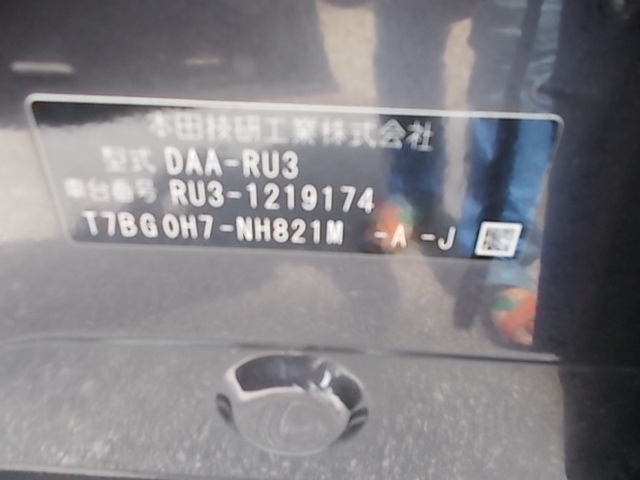 本田技研工業株式会社
型式 DAA-RU3
車台番号 RU3-1219174
T7BG0H7-NH821M -A -J